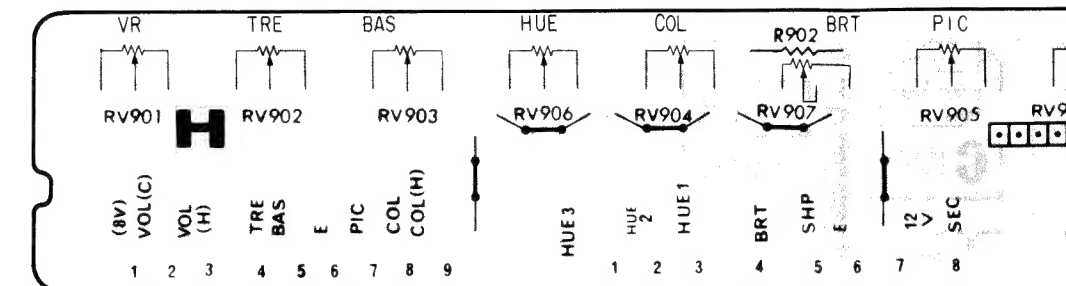 VR TRE BAS HUE COL BRT PIC
R902
RV901 RV902 RV903 RV906 RV904 RV907 RV905 RV9
H
(8V) VOL(C) VOL (H) TRE BAS E PIC COL COL(H) HUE3 HUE 2 HUE1 BRT SHP E 12 V SEC
1 2 3 4 5 6 7 8 9 1 2 3 4 5 6 7 8